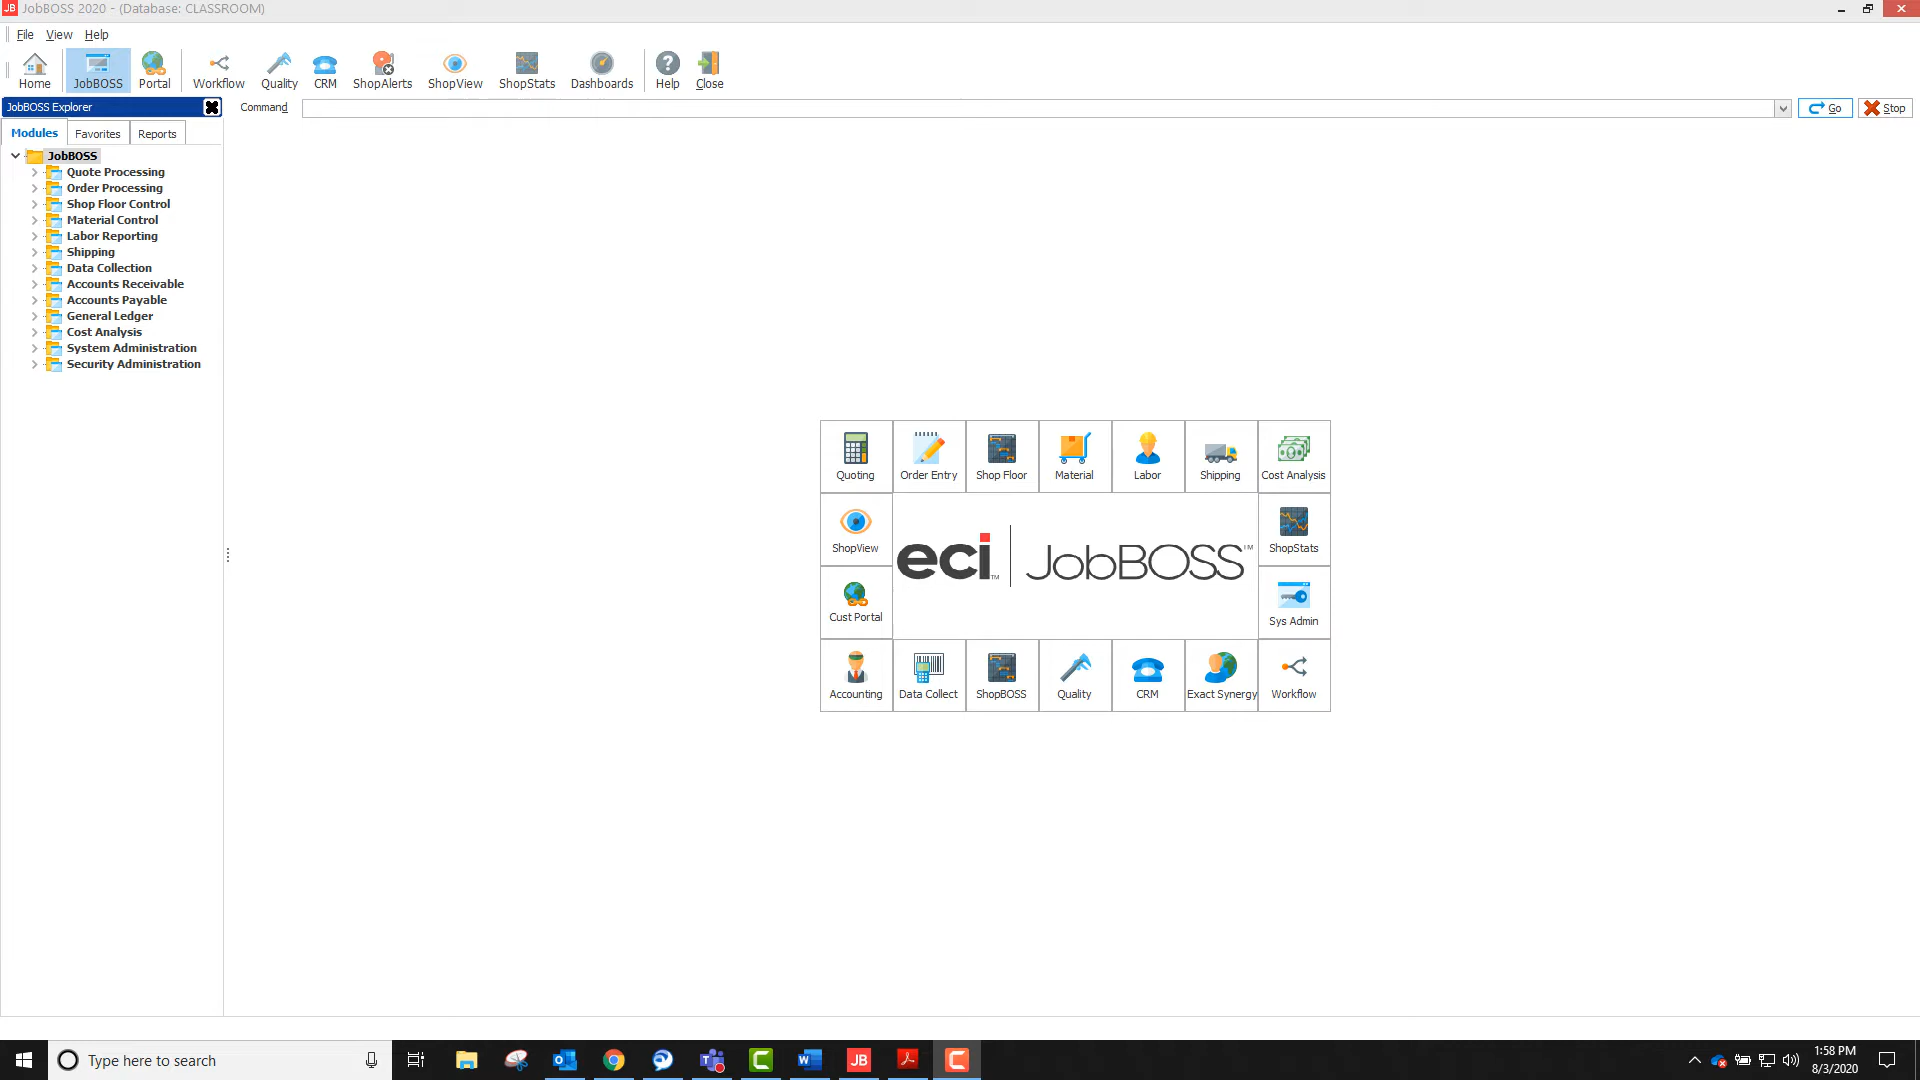 JB JobBOSS 2020 - (Database: CLASSROOM)
File View Help
Home JobBOSS Portal Workflow Quality CRM ShopAlerts ShopView ShopStats Dashboards Help Close
JobBOSS Explorer
Command
Go
Stop
Modules Favorites Reports
JobBOSS
Quote Processing
Order Processing
Shop Floor Control
Material Control
Labor Reporting
Shipping
Data Collection
Accounts Receivable
Accounts Payable
General Ledger
Cost Analysis
System Administration
Security Administration
Quoting Order Entry Shop Floor Material Labor Shipping Cost Analysis
ShopView
eci™ JobBOSS™
ShopStats
Cust Portal
Sys Admin
Accounting Data Collect ShopBOSS Quality CRM Exact Synergy Workflow
Type here to search
JB
1:58 PM
8/3/2020